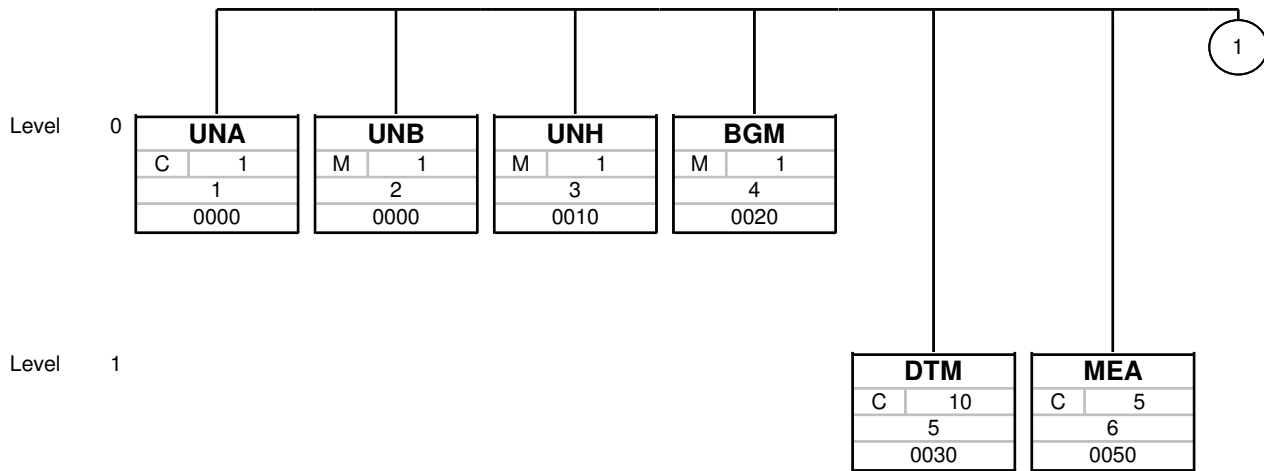 1
Level 0 UNA UNB UNH BGM
C 1 M 1 M 1 M 1
1 2 3 4
0000 0000 0010 0020
Level 1 DTM MEA
C 10 C 5
5 6
0030 0050